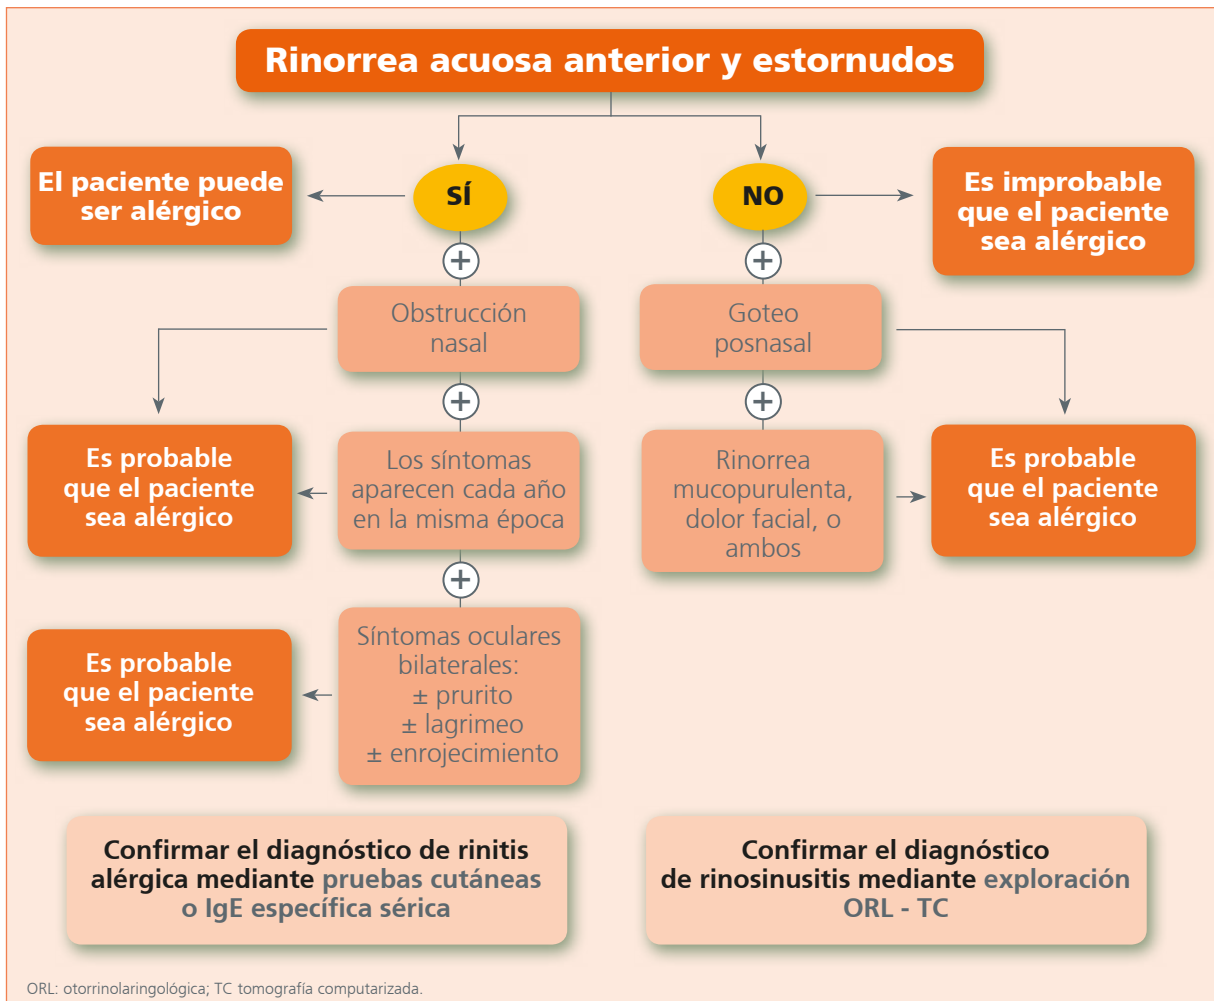 Rinorrea acuosa anterior y estornudos
El paciente puede
ser alérgico
SÍ
NO
Es improbable
que el paciente
sea alérgico
+
+
Obstrucción
nasal
Goteo
posnasal
+
+
Es probable
que el paciente
sea alérgico
Los síntomas
aparecen cada año
en la misma época
Rinorrea
mucopurulenta,
dolor facial, o
ambos
Es probable
que el paciente
sea alérgico
+
Es probable
que el paciente
sea alérgico
Síntomas oculares
bilaterales:
± prurito
± lagrimeo
± enrojecimiento
Confirmar el diagnóstico de rinitis
alérgica mediante pruebas cutáneas
o IgE específica sérica
Confirmar el diagnóstico
de rinosinusitis mediante exploración
ORL - TC
ORL: otorrinolaringológica; TC tomografía computarizada.